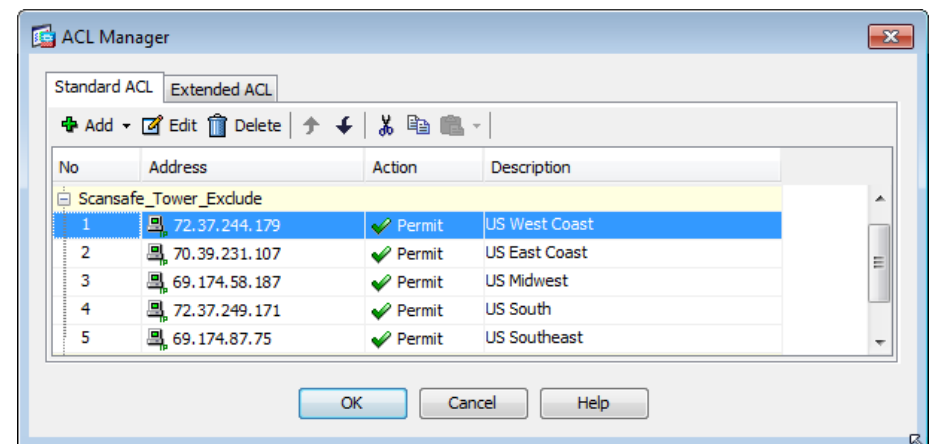 ACL Manager
Standard ACL Extended ACL
Add Edit Delete
No Address Action Description
Scansafe_Tower_Exclude
1 72.37.244.179 Permit US West Coast
2 70.39.231.107 Permit US East Coast
3 69.174.58.187 Permit US Midwest
4 72.37.249.171 Permit US South
5 69.174.87.75 Permit US Southeast
OK Cancel Help